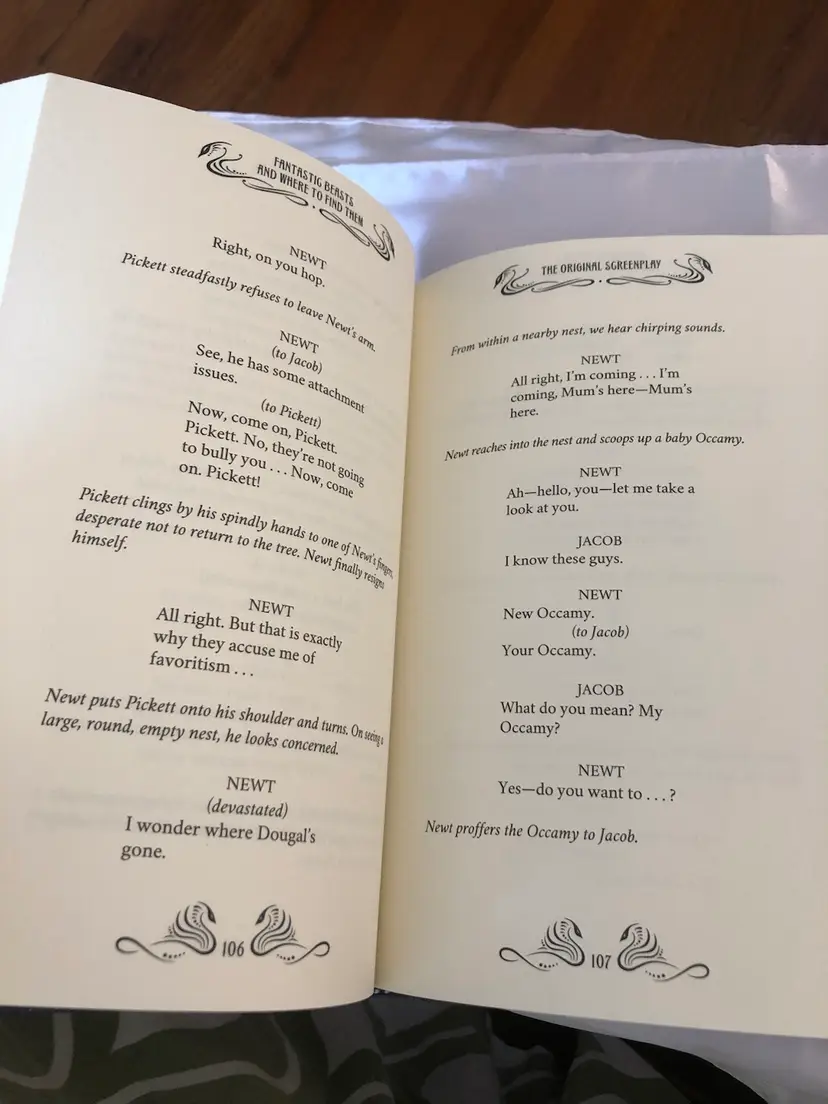 FANTASTIC BEASTS
AND WHERE TO FIND THEM
NEWT
Right, on you hop.
Pickett steadfastly refuses to leave Newt's arm.
NEWT
(to Jacob)
See, he has some attachment
issues.
(to Pickett)
Now, come on, Pickett.
Pickett. No, they're not going
to bully you . . . Now, come
on. Pickett!
Pickett clings by his spindly hands to one of Newt's fingers,
desperate not to return to the tree. Newt finally resigns
himself.
NEWT
All right. But that is exactly
why they accuse me of
favoritism . . .
Newt puts Pickett onto his shoulder and turns. On seeing a
large, round, empty nest, he looks concerned.
NEWT
(devastated)
I wonder where Dougal's
gone.
106
THE ORIGINAL SCREENPLAY
From within a nearby nest, we hear chirping sounds.
NEWT
All right, I'm coming . . . I'm
coming, Mum's here—Mum's
here.
Newt reaches into the nest and scoops up a baby Occamy.
NEWT
Ah—hello, you—let me take a
look at you.
JACOB
I know these guys.
NEWT
New Occamy.
(to Jacob)
Your Occamy.
JACOB
What do you mean? My
Occamy?
NEWT
Yes—do you want to . . . ?
Newt proffers the Occamy to Jacob.
107